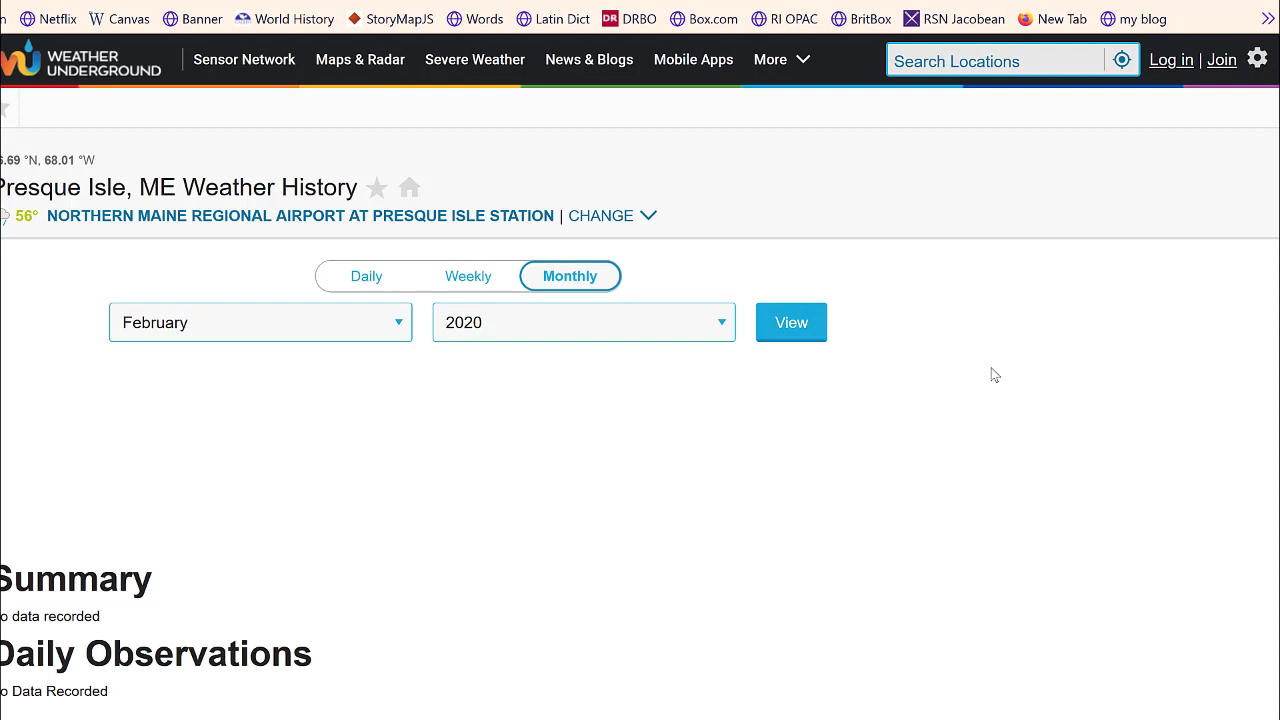 Netflix Canvas Banner World History StoryMapJS Words Latin Dict DR DRBO Box.com RI OPAC BritBox RSN Jacobean New Tab my blog
WEATHER UNDERGROUND Sensor Network Maps & Radar Severe Weather News & Blogs Mobile Apps More Search Locations Log in | Join
6.69 °N, 68.01 °W
Presque Isle, ME Weather History
56° NORTHERN MAINE REGIONAL AIRPORT AT PRESQUE ISLE STATION | CHANGE
Daily Weekly Monthly
February 2020 View
Summary
o data recorded
Daily Observations
o Data Recorded